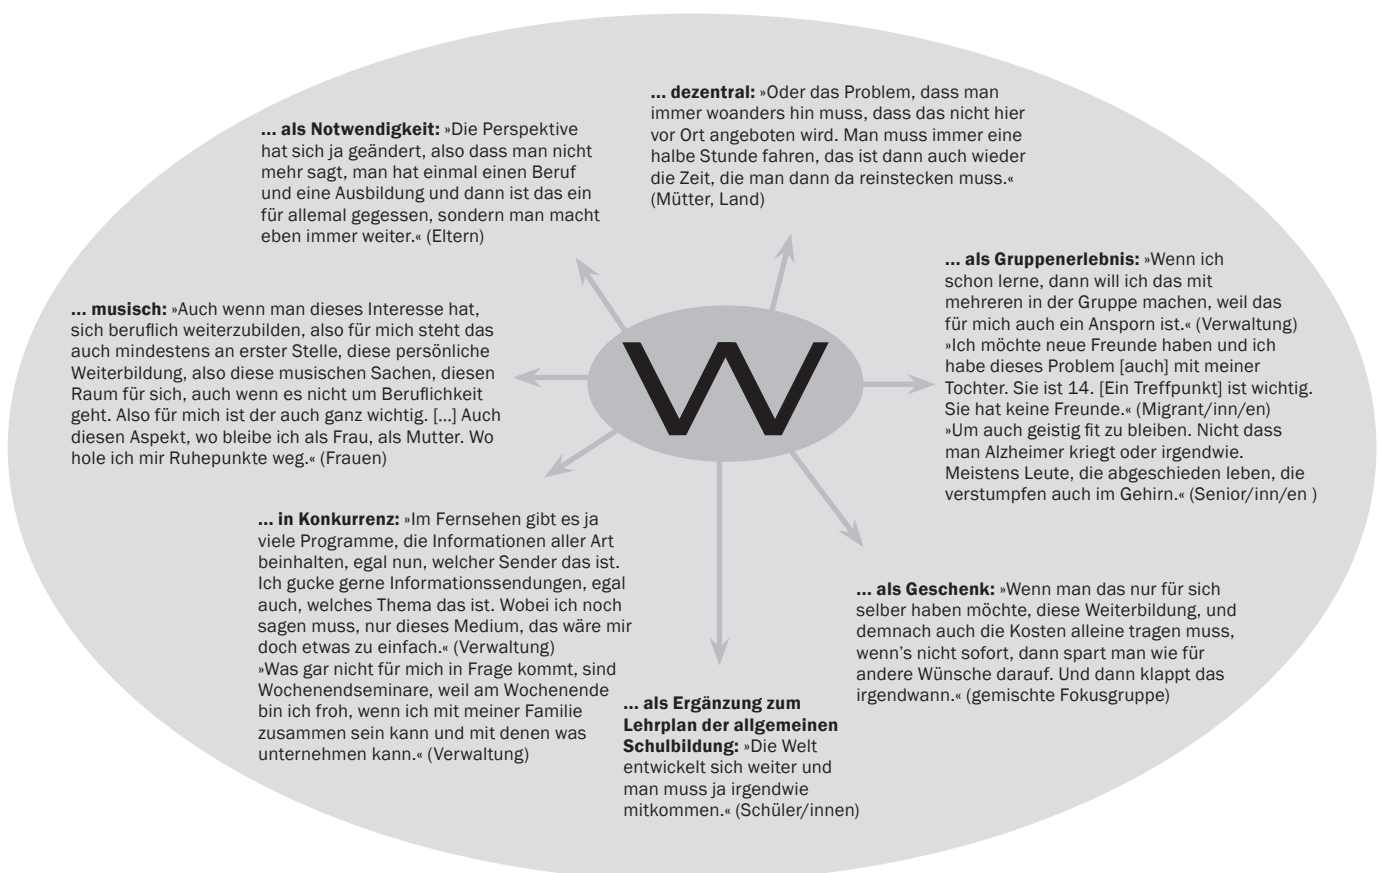 ... als Notwendigkeit: »Die Perspektive
hat sich ja geändert, also dass man nicht
mehr sagt, man hat einmal einen Beruf
und eine Ausbildung und dann ist das ein
für allemal gegessen, sondern man macht
eben immer weiter.« (Eltern)
... dezentral: »Oder das Problem, dass man
immer woanders hin muss, dass das nicht hier
vor Ort angeboten wird. Man muss immer eine
halbe Stunde fahren, das ist dann auch wieder
die Zeit, die man dann da reinstecken muss.«
(Mütter, Land)
... musisch: »Auch wenn man dieses Interesse hat,
sich beruflich weiterzubilden, also für mich steht das
auch mindestens an erster Stelle, diese persönliche
Weiterbildung, also diese musischen Sachen, diesen
Raum für sich, auch wenn es nicht um Beruflichkeit
geht. Also für mich ist der auch ganz wichtig. [...] Auch
diesen Aspekt, wo bleibe ich als Frau, als Mutter. Wo
hole ich mir Ruhepunkte weg.« (Frauen)
W
... als Gruppenerlebnis: »Wenn ich
schon lerne, dann will ich das mit
mehreren in der Gruppe machen, weil das
für mich auch ein Ansporn ist.« (Verwaltung)
»Ich möchte neue Freunde haben und ich
habe dieses Problem [auch] mit meiner
Tochter. Sie ist 14. [Ein Treffpunkt] ist wichtig.
Sie hat keine Freunde.« (Migrant/inn/en)
»Um auch geistig fit zu bleiben. Nicht dass
man Alzheimer kriegt oder irgendwie.
Meistens Leute, die abgeschieden leben, die
verstumpfen auch im Gehirn.« (Senior/inn/en )
... in Konkurrenz: »Im Fernsehen gibt es ja
viele Programme, die Informationen aller Art
beinhalten, egal nun, welcher Sender das ist.
Ich gucke gerne Informationssendungen, egal
auch, welches Thema das ist. Wobei ich noch
sagen muss, nur dieses Medium, das wäre mir
doch etwas zu einfach.« (Verwaltung)
»Was gar nicht für mich in Frage kommt, sind
Wochenendseminare, weil am Wochenende
bin ich froh, wenn ich mit meiner Familie
zusammen sein kann und mit denen was
unternehmen kann.« (Verwaltung)
... als Ergänzung zum
Lehrplan der allgemeinen
Schulbildung: »Die Welt
entwickelt sich weiter und
man muss ja irgendwie
mitkommen.« (Schüler/innen)
... als Geschenk: »Wenn man das nur für sich
selber haben möchte, diese Weiterbildung, und
demnach auch die Kosten alleine tragen muss,
wenn's nicht sofort, dann spart man wie für
andere Wünsche darauf. Und dann klappt das
irgendwann.« (gemischte Fokusgruppe)